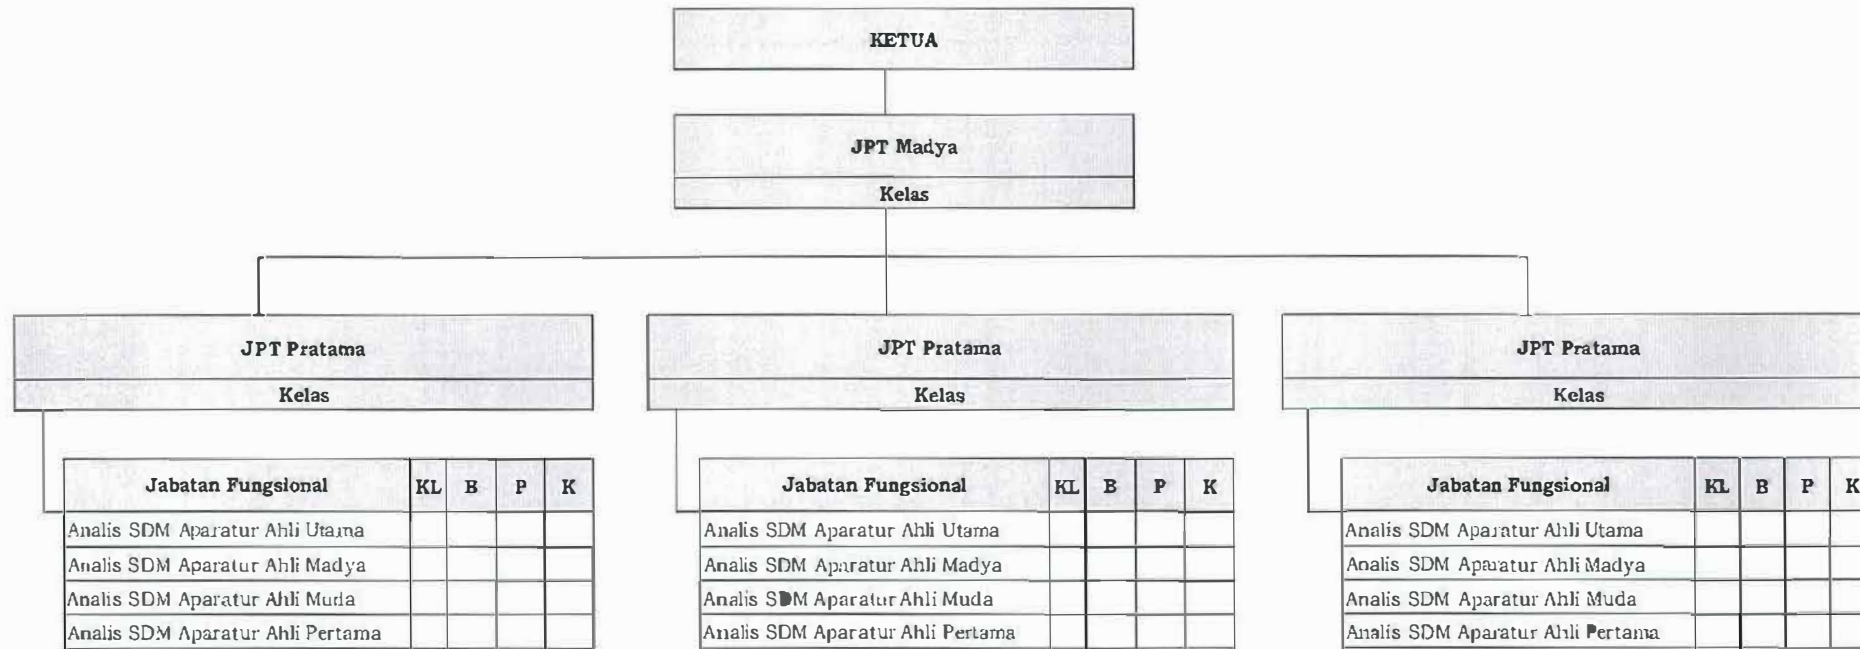 KETUA
JPT Madya
Kelas
JPT Pratama
Kelas
Jabatan Fungsional KL B P K
Analis SDM Aparatur Ahli Utama
Analis SDM Aparatur Ahli Madya
Analis SDM Aparatur Ahli Muda
Analis SDM Aparatur Ahli Pertama
JPT Pratama
Kelas
Jabatan Fungsional KL B P K
Analis SDM Aparatur Ahli Utama
Analis SDM Aparatur Ahli Madya
Analis SDM Aparatur Ahli Muda
Analis SDM Aparatur Ahli Pertama
JPT Pratama
Kelas
Jabatan Fungsional KL B P K
Analis SDM Aparatur Ahli Utama
Analis SDM Aparatur Ahli Madya
Analis SDM Aparatur Ahli Muda
Analis SDM Aparatur Ahli Pertama